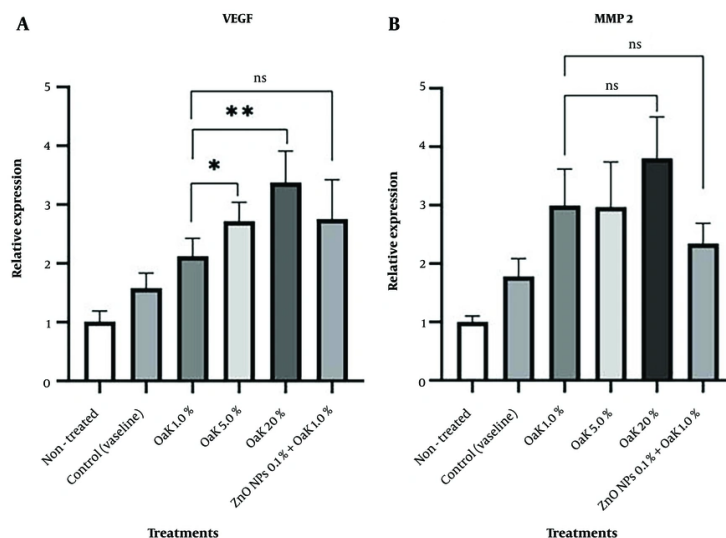 A
VEGF
Relative expression
5
4
3
2
1
0
ns
**
*
Non - treated
Control (vaseline)
OaK 1.0 %
OaK 5.0 %
OaK 20 %
ZnO NPs 0.1% + OaK 1.0 %
Treatments
B
MMP 2
Relative expression
5
4
3
2
1
0
ns
ns
Non - treated
Control (vaseline)
OaK 1.0 %
OaK 5.0 %
OaK 20 %
ZnO NPs 0.1% + OaK 1.0 %
Treatments